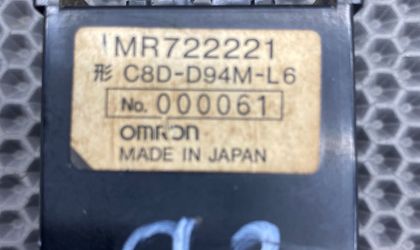 MR722221
形 C8D-D94M-L6
No. 000061
OMRON
MADE IN JAPAN